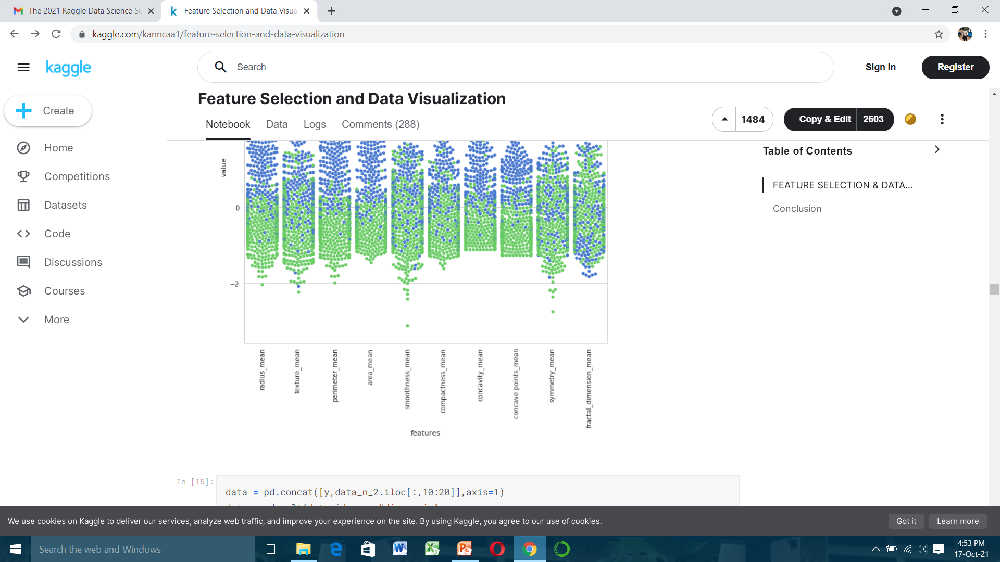 The 2021 Kaggle Data Science Su
Feature Selection and Data Visua
kaggle.com/kanncaa1/feature-selection-and-data-visualization
kaggle
Search
Sign In
Register
Create
Home
Competitions
Datasets
Code
Discussions
Courses
More
Feature Selection and Data Visualization
Notebook
Data
Logs
Comments (288)
1484
Copy & Edit
2603
Table of Contents
FEATURE SELECTION & DATA...
Conclusion
value
0
−2
radius_mean
texture_mean
perimeter_mean
area_mean
smoothness_mean
compactness_mean
concavity_mean
concave points_mean
symmetry_mean
fractal_dimension_mean
features
In [15]:
data = pd.concat([y,data_n_2.iloc[:,10:20]],axis=1)
We use cookies on Kaggle to deliver our services, analyze web traffic, and improve your experience on the site. By using Kaggle, you agree to our use of cookies.
Got it
Learn more
Search the web and Windows
4:53 PM
17-Oct-21